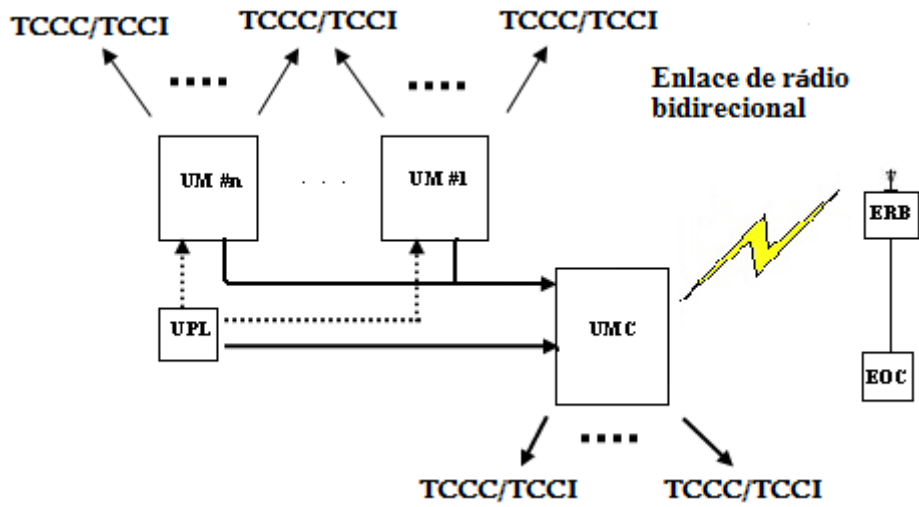 TCCC/TCCI
TCCC/TCCI
TCCC/TCCI
Enlace de rádio
bidirecional
UM #n
. . .
UM #1
ERB
UPL
UMC
EOC
TCCC/TCCI
TCCC/TCCI